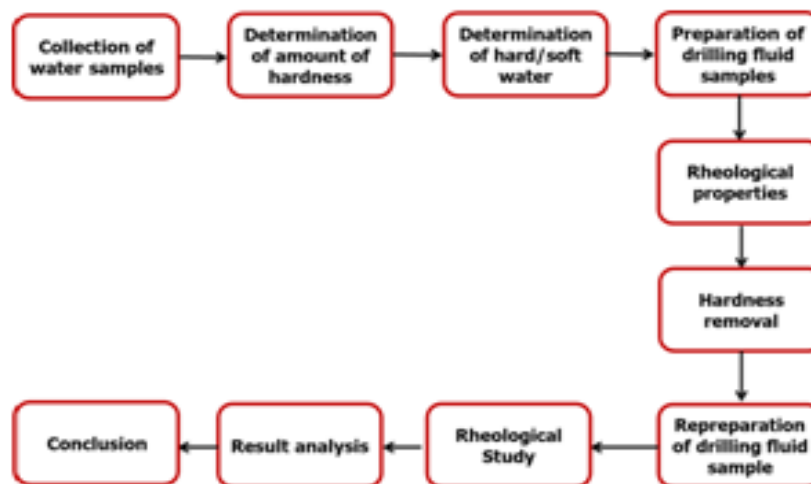 Collection of
water samples
Determination
of amount of
hardness
Determination
of hard/soft
water
Preparation of
drilling fluid
samples
Rheological
properties
Hardness
removal
Repreparation
of drilling fluid
sample
Rheological
Study
Result analysis
Conclusion